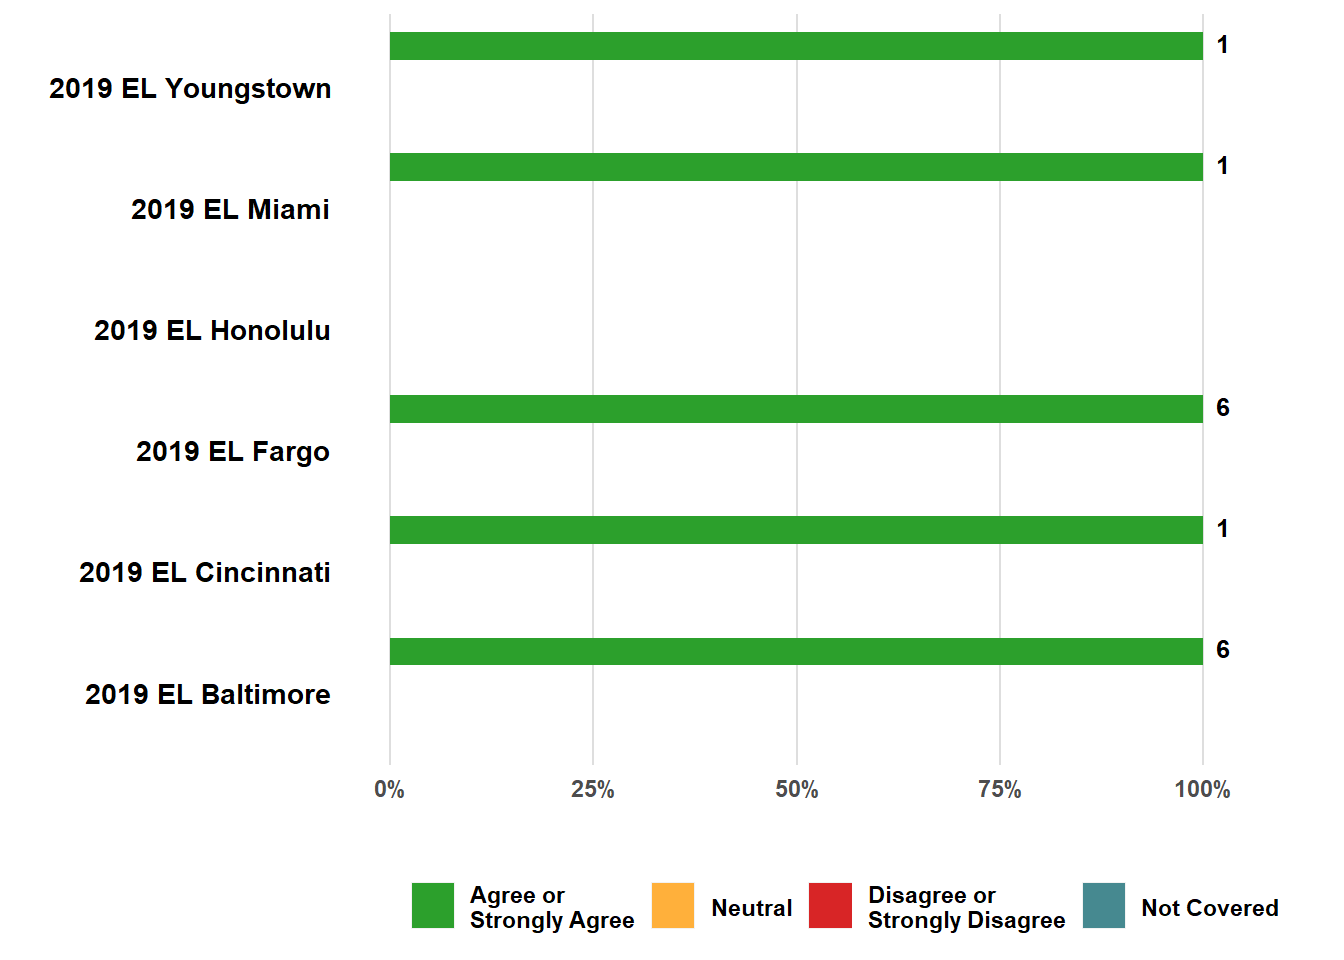 1
2019 EL Youngstown
1
2019 EL Miami
2019 EL Honolulu
6
2019 EL Fargo
1
2019 EL Cincinnati
6
2019 EL Baltimore
0% 25% 50% 75% 100%
Agree or
Strongly Agree
Neutral
Disagree or
Strongly Disagree
Not Covered